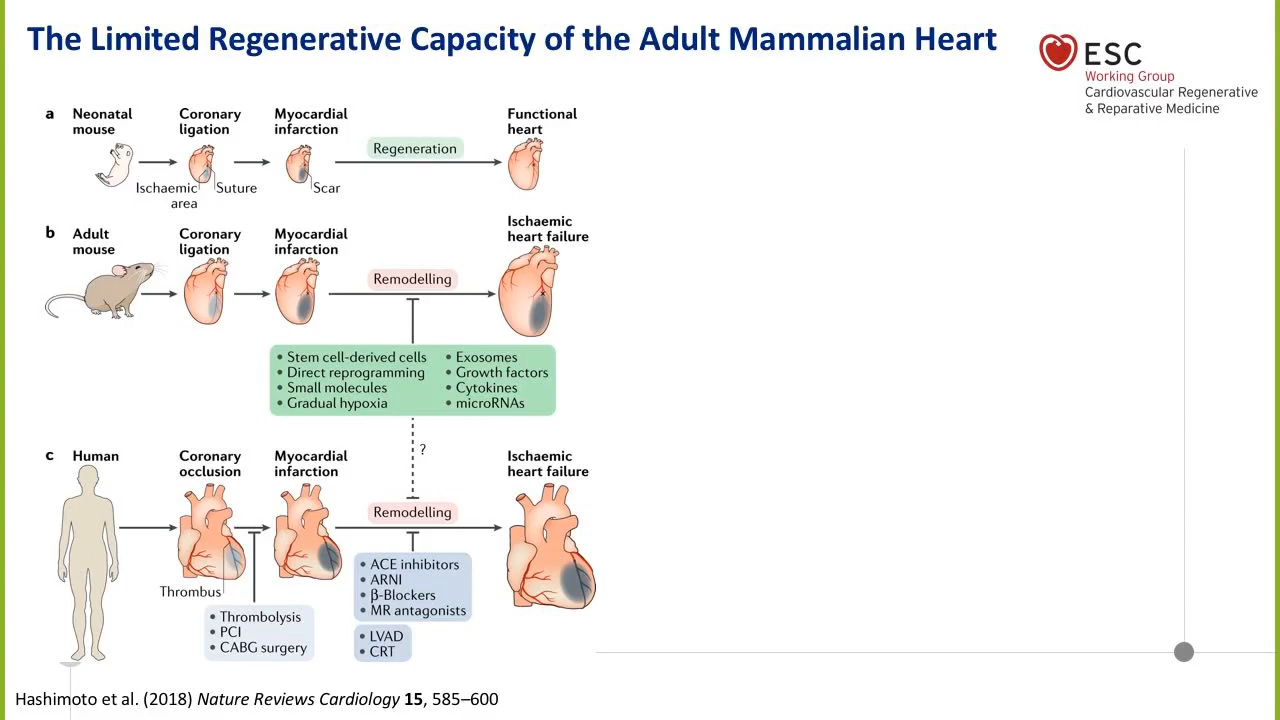 The Limited Regenerative Capacity of the Adult Mammalian Heart
ESC
Working Group
Cardiovascular Regenerative
& Reparative Medicine
a
Neonatal
mouse
Coronary
ligation
Myocardial
infarction
Regeneration
Functional
heart
Ischaemic
area
Suture
Scar
b
Adult
mouse
Coronary
ligation
Myocardial
infarction
Remodelling
Ischaemic
heart failure
• Stem cell-derived cells
• Direct reprogramming
• Small molecules
• Gradual hypoxia
• Exosomes
• Growth factors
• Cytokines
• microRNAs
?
c
Human
Coronary
occlusion
Myocardial
infarction
Remodelling
Ischaemic
heart failure
Thrombus
• Thrombolysis
• PCI
• CABG surgery
• ACE inhibitors
• ARNI
• β-Blockers
• MR antagonists
• LVAD
• CRT
Hashimoto et al. (2018) Nature Reviews Cardiology 15, 585–600